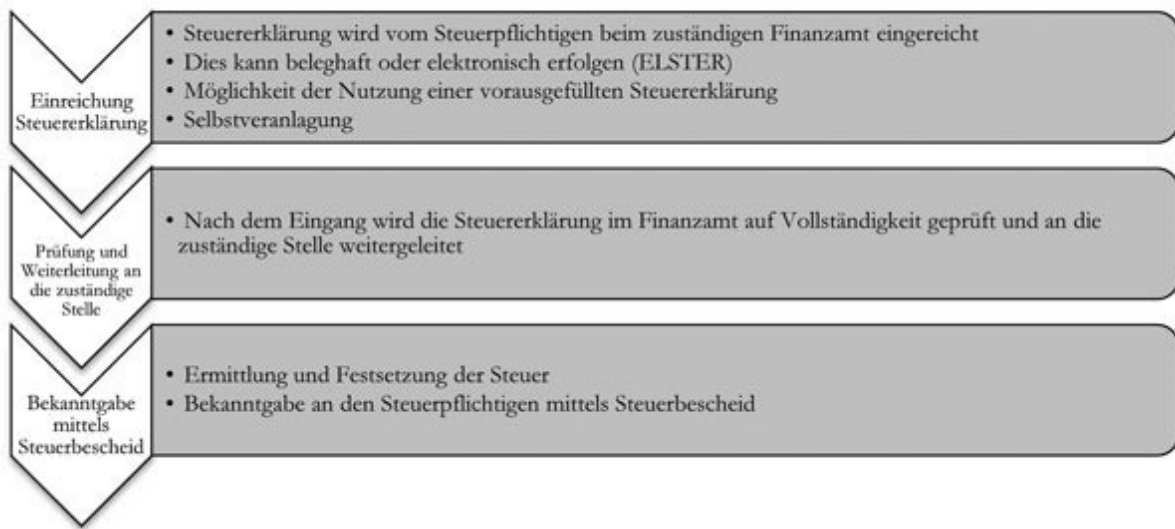 Einreichung
Steuererklärung
• Steuererklärung wird vom Steuerpflichtigen beim zuständigen Finanzamt eingereicht
• Dies kann beleghaft oder elektronisch erfolgen (ELSTER)
• Möglichkeit der Nutzung einer vorausgefüllten Steuererklärung
• Selbstveranlagung
Prüfung und
Weiterleitung an
die zuständige
Stelle
• Nach dem Eingang wird die Steuererklärung im Finanzamt auf Vollständigkeit geprüft und an die
zuständige Stelle weitergeleitet
Bekanntgabe
mittels
Steuerbescheid
• Ermittlung und Festsetzung der Steuer
• Bekanntgabe an den Steuerpflichtigen mittels Steuerbescheid